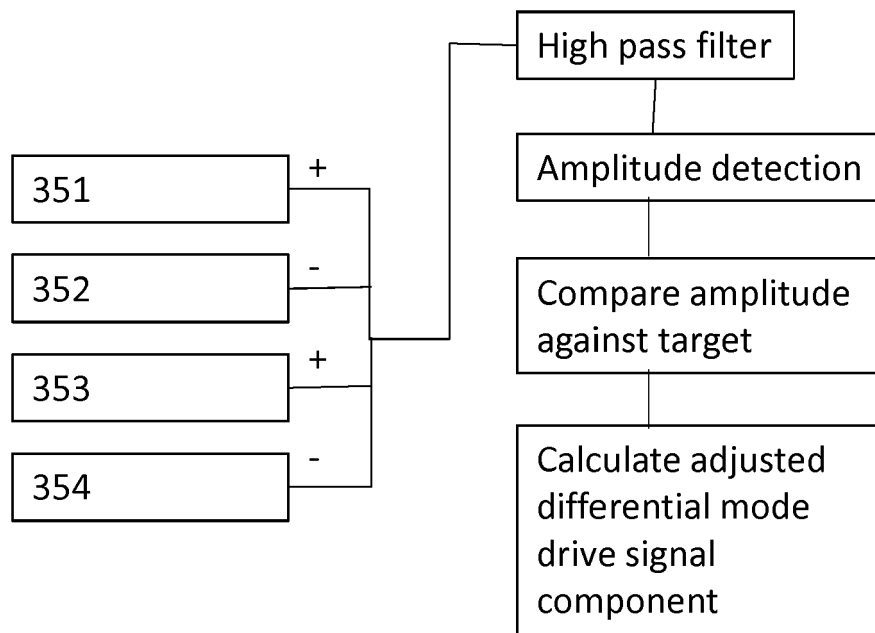 High pass filter
+
351
Amplitude detection
-
352
Compare amplitude
against target
+
353
-
354
Calculate adjusted
differential mode
drive signal
component